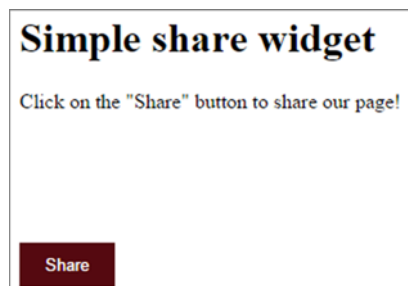 Simple share widget
Click on the "Share" button to share our page!
Share